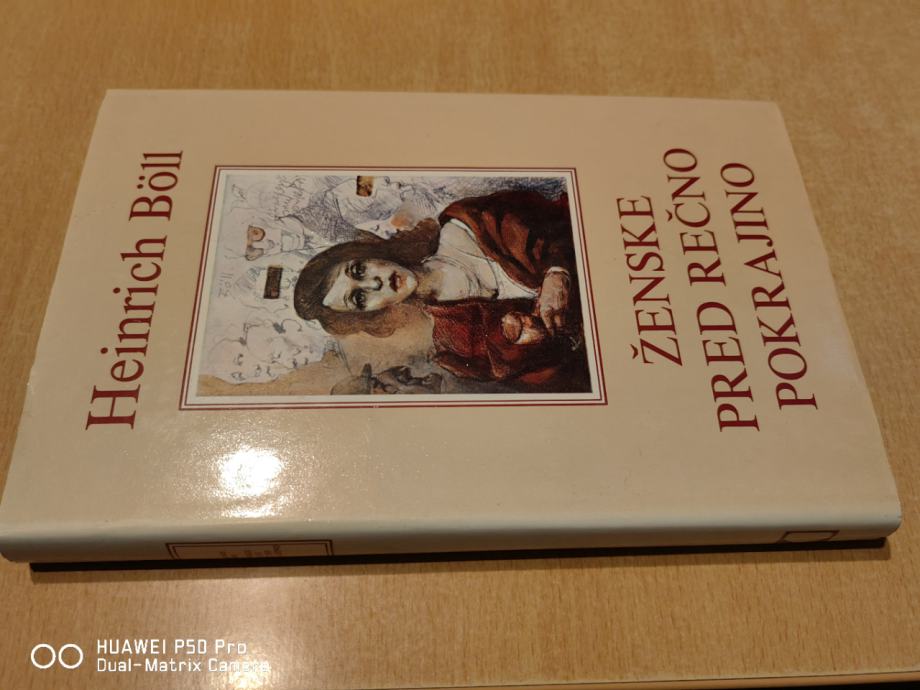 Heinrich Böll
ŽENSKE
PRED REČNO
POKRAJINO
HUAWEI P50 Pro
Dual-Matrix Camera